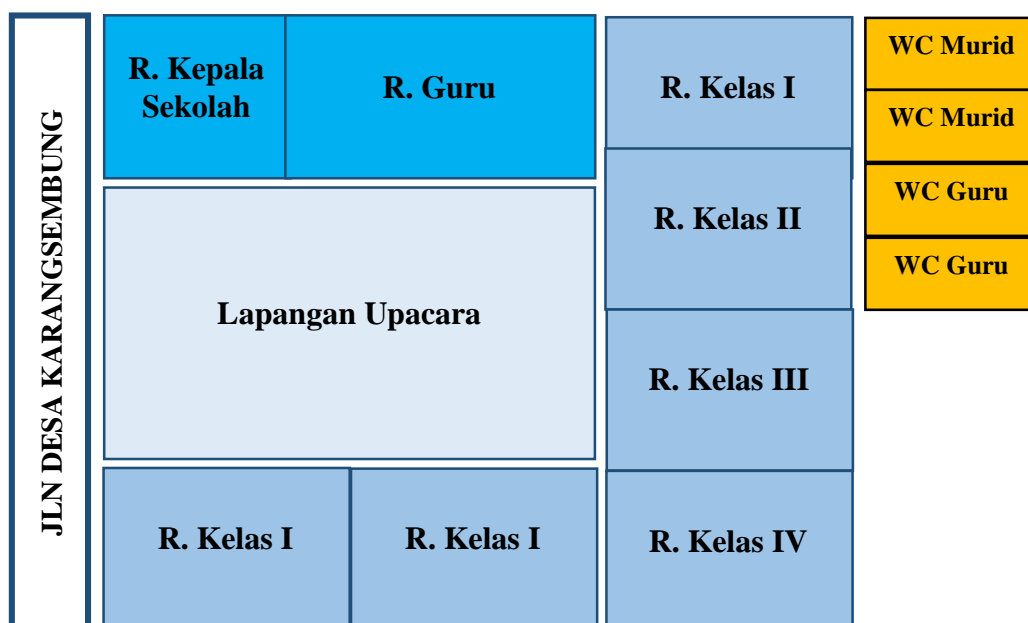 JLN DESA KARANGSEMBUNG
R. Kepala
Sekolah
R. Guru
R. Kelas I
WC Murid
WC Murid
R. Kelas II
WC Guru
WC Guru
Lapangan Upacara
R. Kelas III
R. Kelas I
R. Kelas I
R. Kelas IV